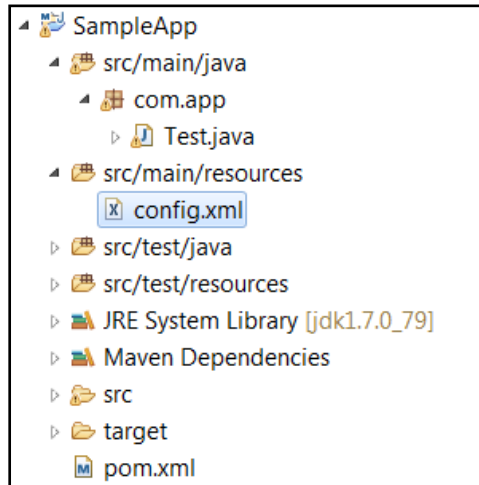 SampleApp
src/main/java
com.app
Test.java
src/main/resources
config.xml
src/test/java
src/test/resources
JRE System Library [jdk1.7.0_79]
Maven Dependencies
src
target
pom.xml